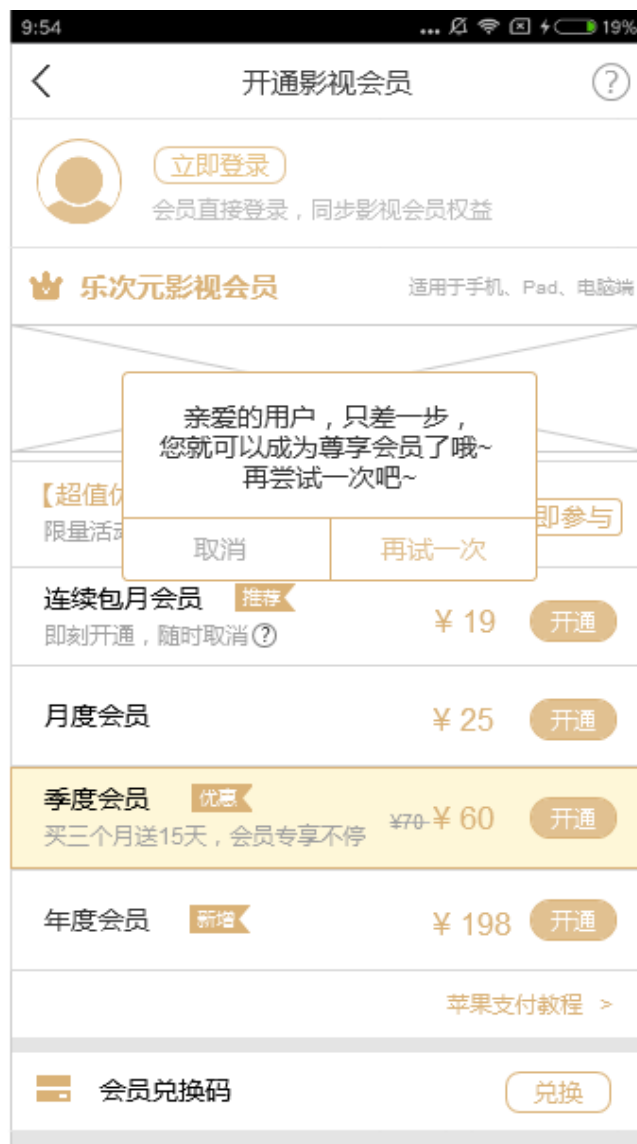 9:54
19%
开通影视会员
?
立即登录
会员直接登录，同步影视会员权益
乐次元影视会员
适用于手机、Pad、电脑端
亲爱的用户，只差一步，
您就可以成为尊享会员了哦~
再尝试一次吧~
取消
再试一次
【超值
限量活
即参与
连续包月会员 推荐
即刻开通，随时取消?
¥ 19 开通
月度会员
¥ 25 开通
季度会员 优惠
买三个月送15天，会员专享不停
¥70 ¥ 60 开通
年度会员 新增
¥ 198 开通
苹果支付教程 >
会员兑换码
兑换